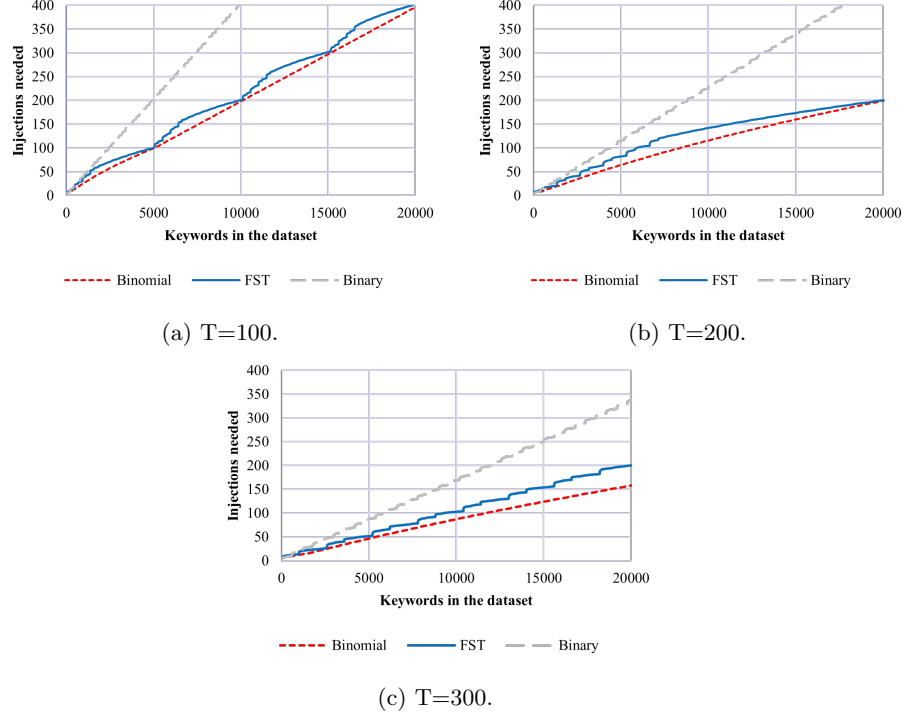 Injections needed
400
350
300
250
200
150
100
50
0
0 5000 10000 15000 20000
Keywords in the dataset
Binomial FST Binary
(a) T=100.
Injections needed
400
350
300
250
200
150
100
50
0
0 5000 10000 15000 20000
Keywords in the dataset
Binomial FST Binary
(b) T=200.
Injections needed
400
350
300
250
200
150
100
50
0
0 5000 10000 15000 20000
Keywords in the dataset
Binomial FST Binary
(c) T=300.